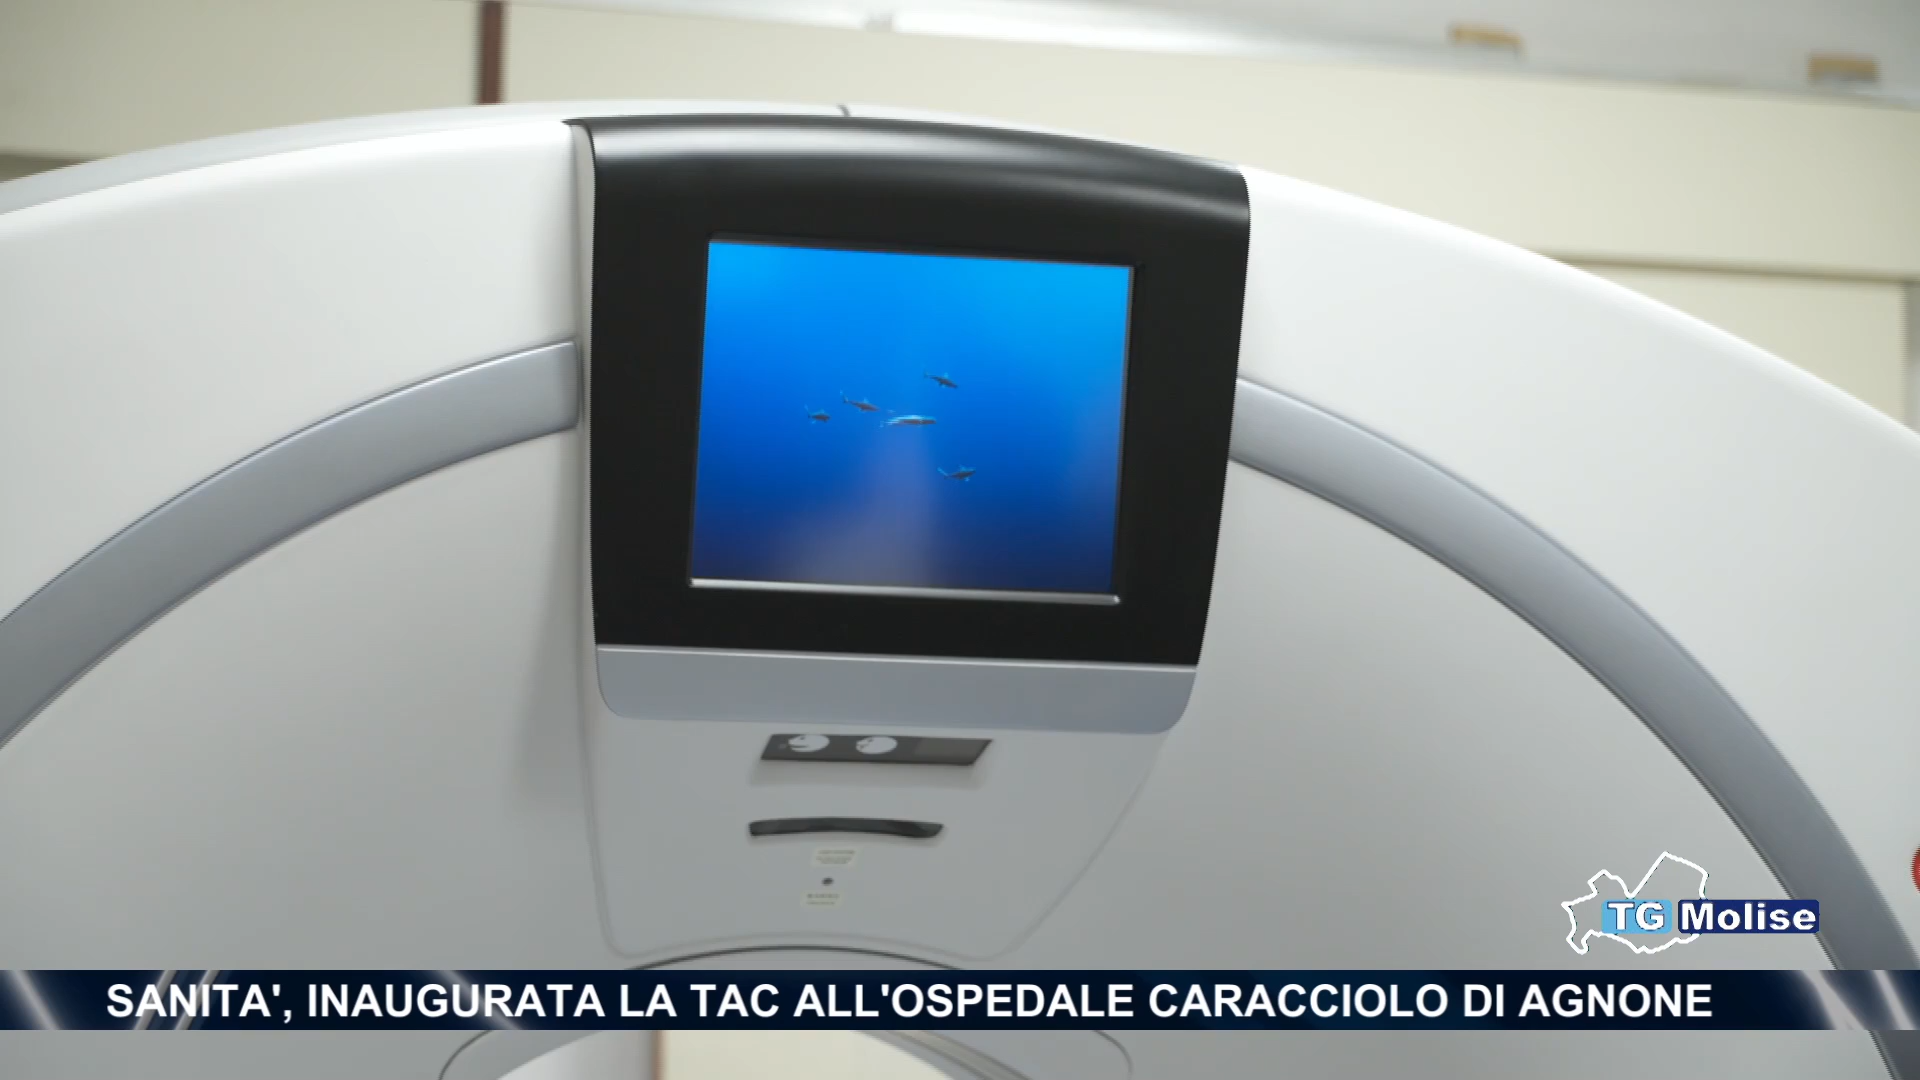 TG Molise
SANITA', INAUGURATA LA TAC ALL'OSPEDALE CARACCIOLO DI AGNONE